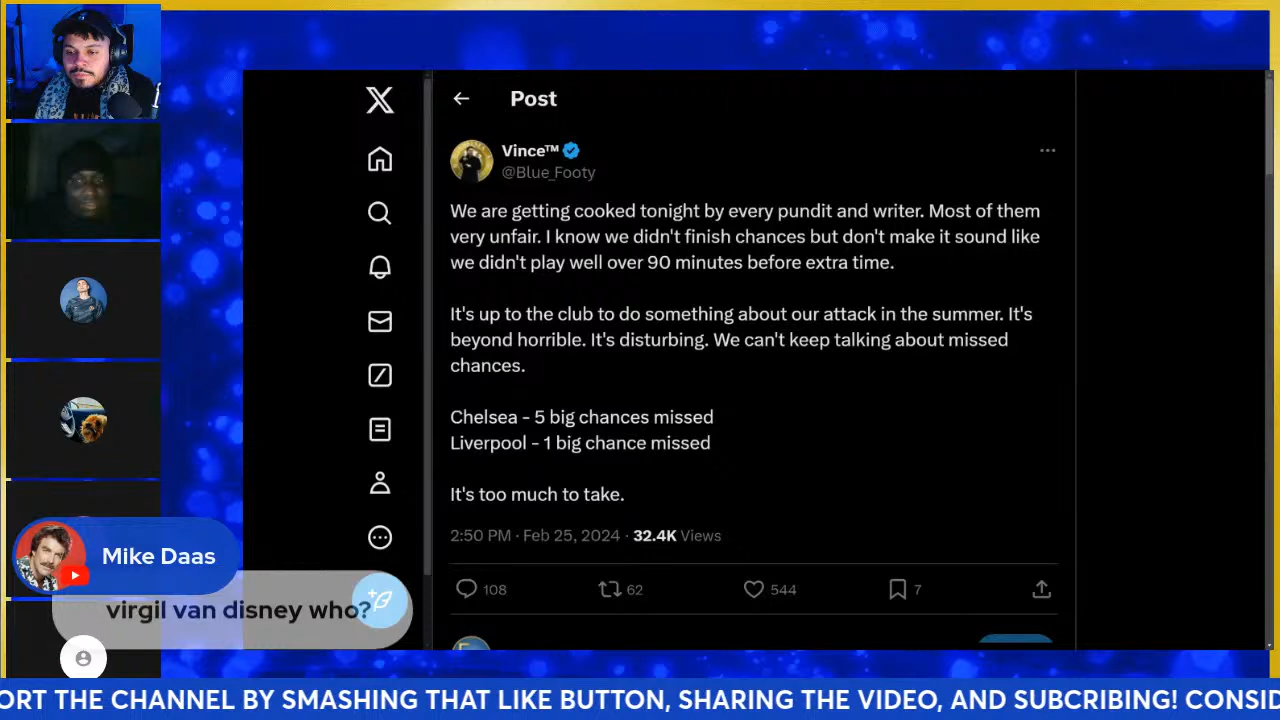 Post
Vince™
@Blue_Footy
We are getting cooked tonight by every pundit and writer. Most of them
very unfair. I know we didn't finish chances but don't make it sound like
we didn't play well over 90 minutes before extra time.
It's up to the club to do something about our attack in the summer. It's
beyond horrible. It's disturbing. We can't keep talking about missed
chances.
Chelsea - 5 big chances missed
Liverpool - 1 big chance missed
It's too much to take.
2:50 PM · Feb 25, 2024 · 32.4K Views
108 62 544 7
Mike Daas
virgil van disney who?
ORT THE CHANNEL BY SMASHING THAT LIKE BUTTON, SHARING THE VIDEO, AND SUBCRIBING! CONSID